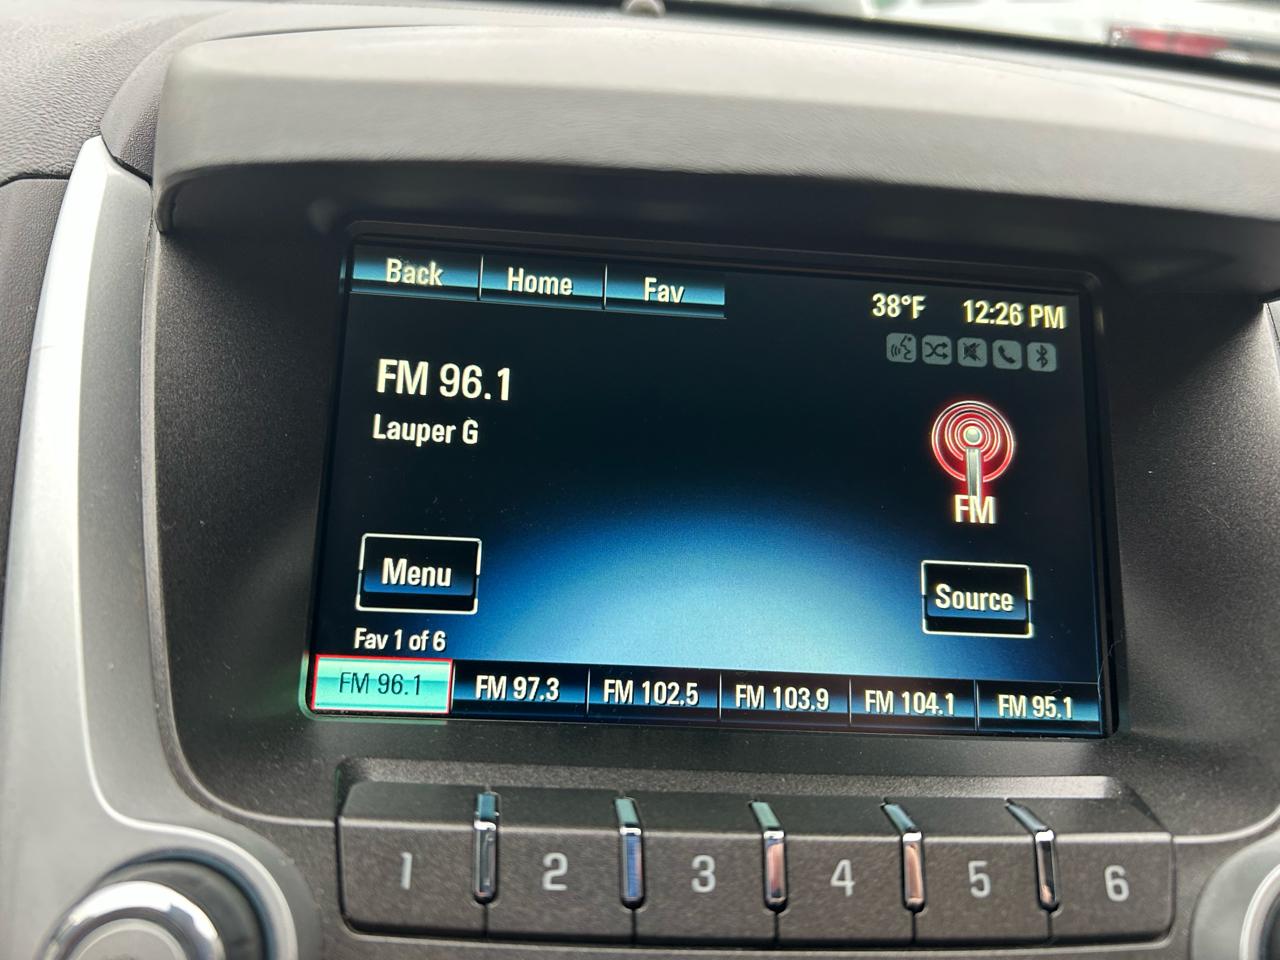 Back Home Fav
38°F 12:26 PM
FM 96.1
Lauper G
FM
Menu
Source
Fav 1 of 6
FM 96.1 FM 97.3 FM 102.5 FM 103.9 FM 104.1 FM 95.1
1 2 3 4 5 6